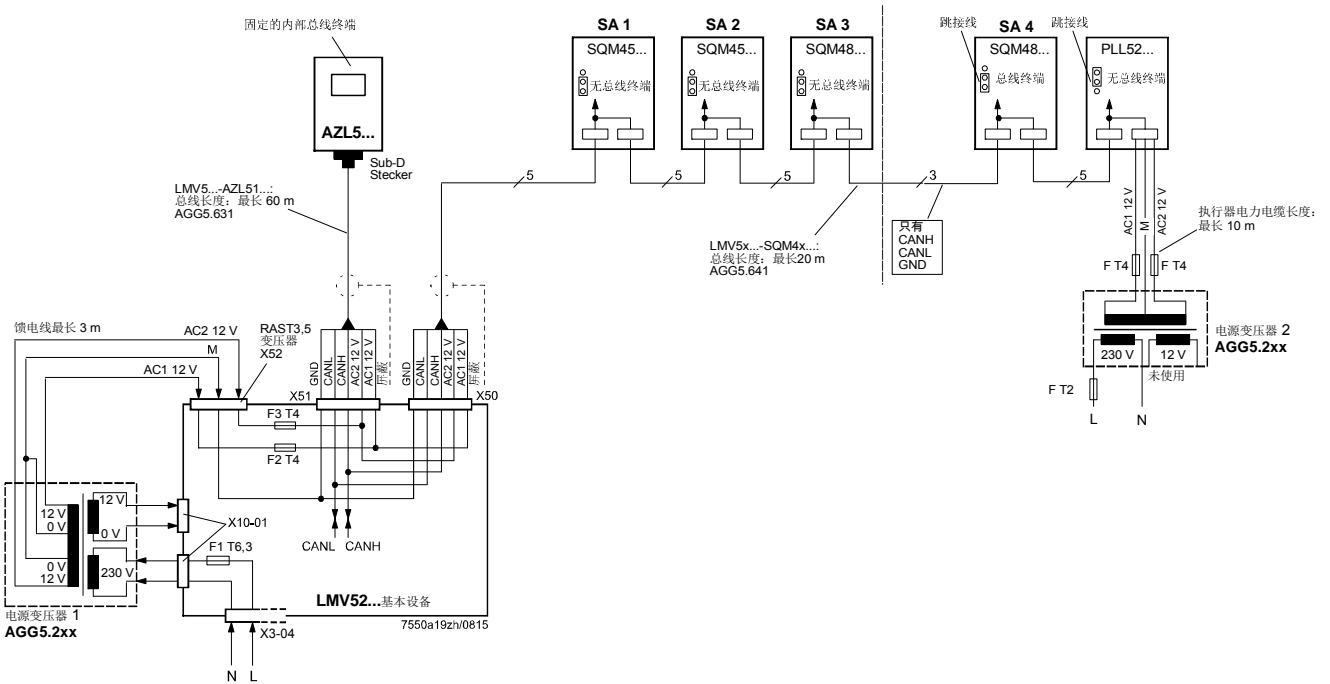 固定的内部总线终端
AZL5...
Sub-D
Stecker
LMV5...-AZL51...:
总线长度：最长 60 m
AGG5.631
SA 1
SQM45...
无总线终端
SA 2
SQM45...
无总线终端
SA 3
SQM48...
无总线终端
跳接线
SA 4
SQM48...
总线终端
跳接线
PLL52...
无总线终端
5
5
5
3
5
LMV5x...-SQM4x...:
总线长度：最长20 m
AGG5.641
只有
CANH
CANL
GND
AC1 12 V
M
AC2 12 V
执行器电力电缆长度：
最长 10 m
F T4
F T4
230 V
12 V
电源变压器 2
AGG5.2xx
未使用
F T2
L
N
馈电线最长 3 m
AC2 12 V
M
AC1 12 V
RAST3,5
变压器
X52
GND
CANL
CANH
AC2 12 V
AC1 12 V
屏蔽
GND
CANL
CANH
AC2 12 V
AC1 12 V
屏蔽
X51
X50
F3 T4
F2 T4
12 V
0 V
0 V
12 V
12 V
0 V
230 V
X10-01
F1 T6,3
CANL
CANH
LMV52...基本设备
电源变压器 1
AGG5.2xx
X3-04
7550a19zh/0815
N
L